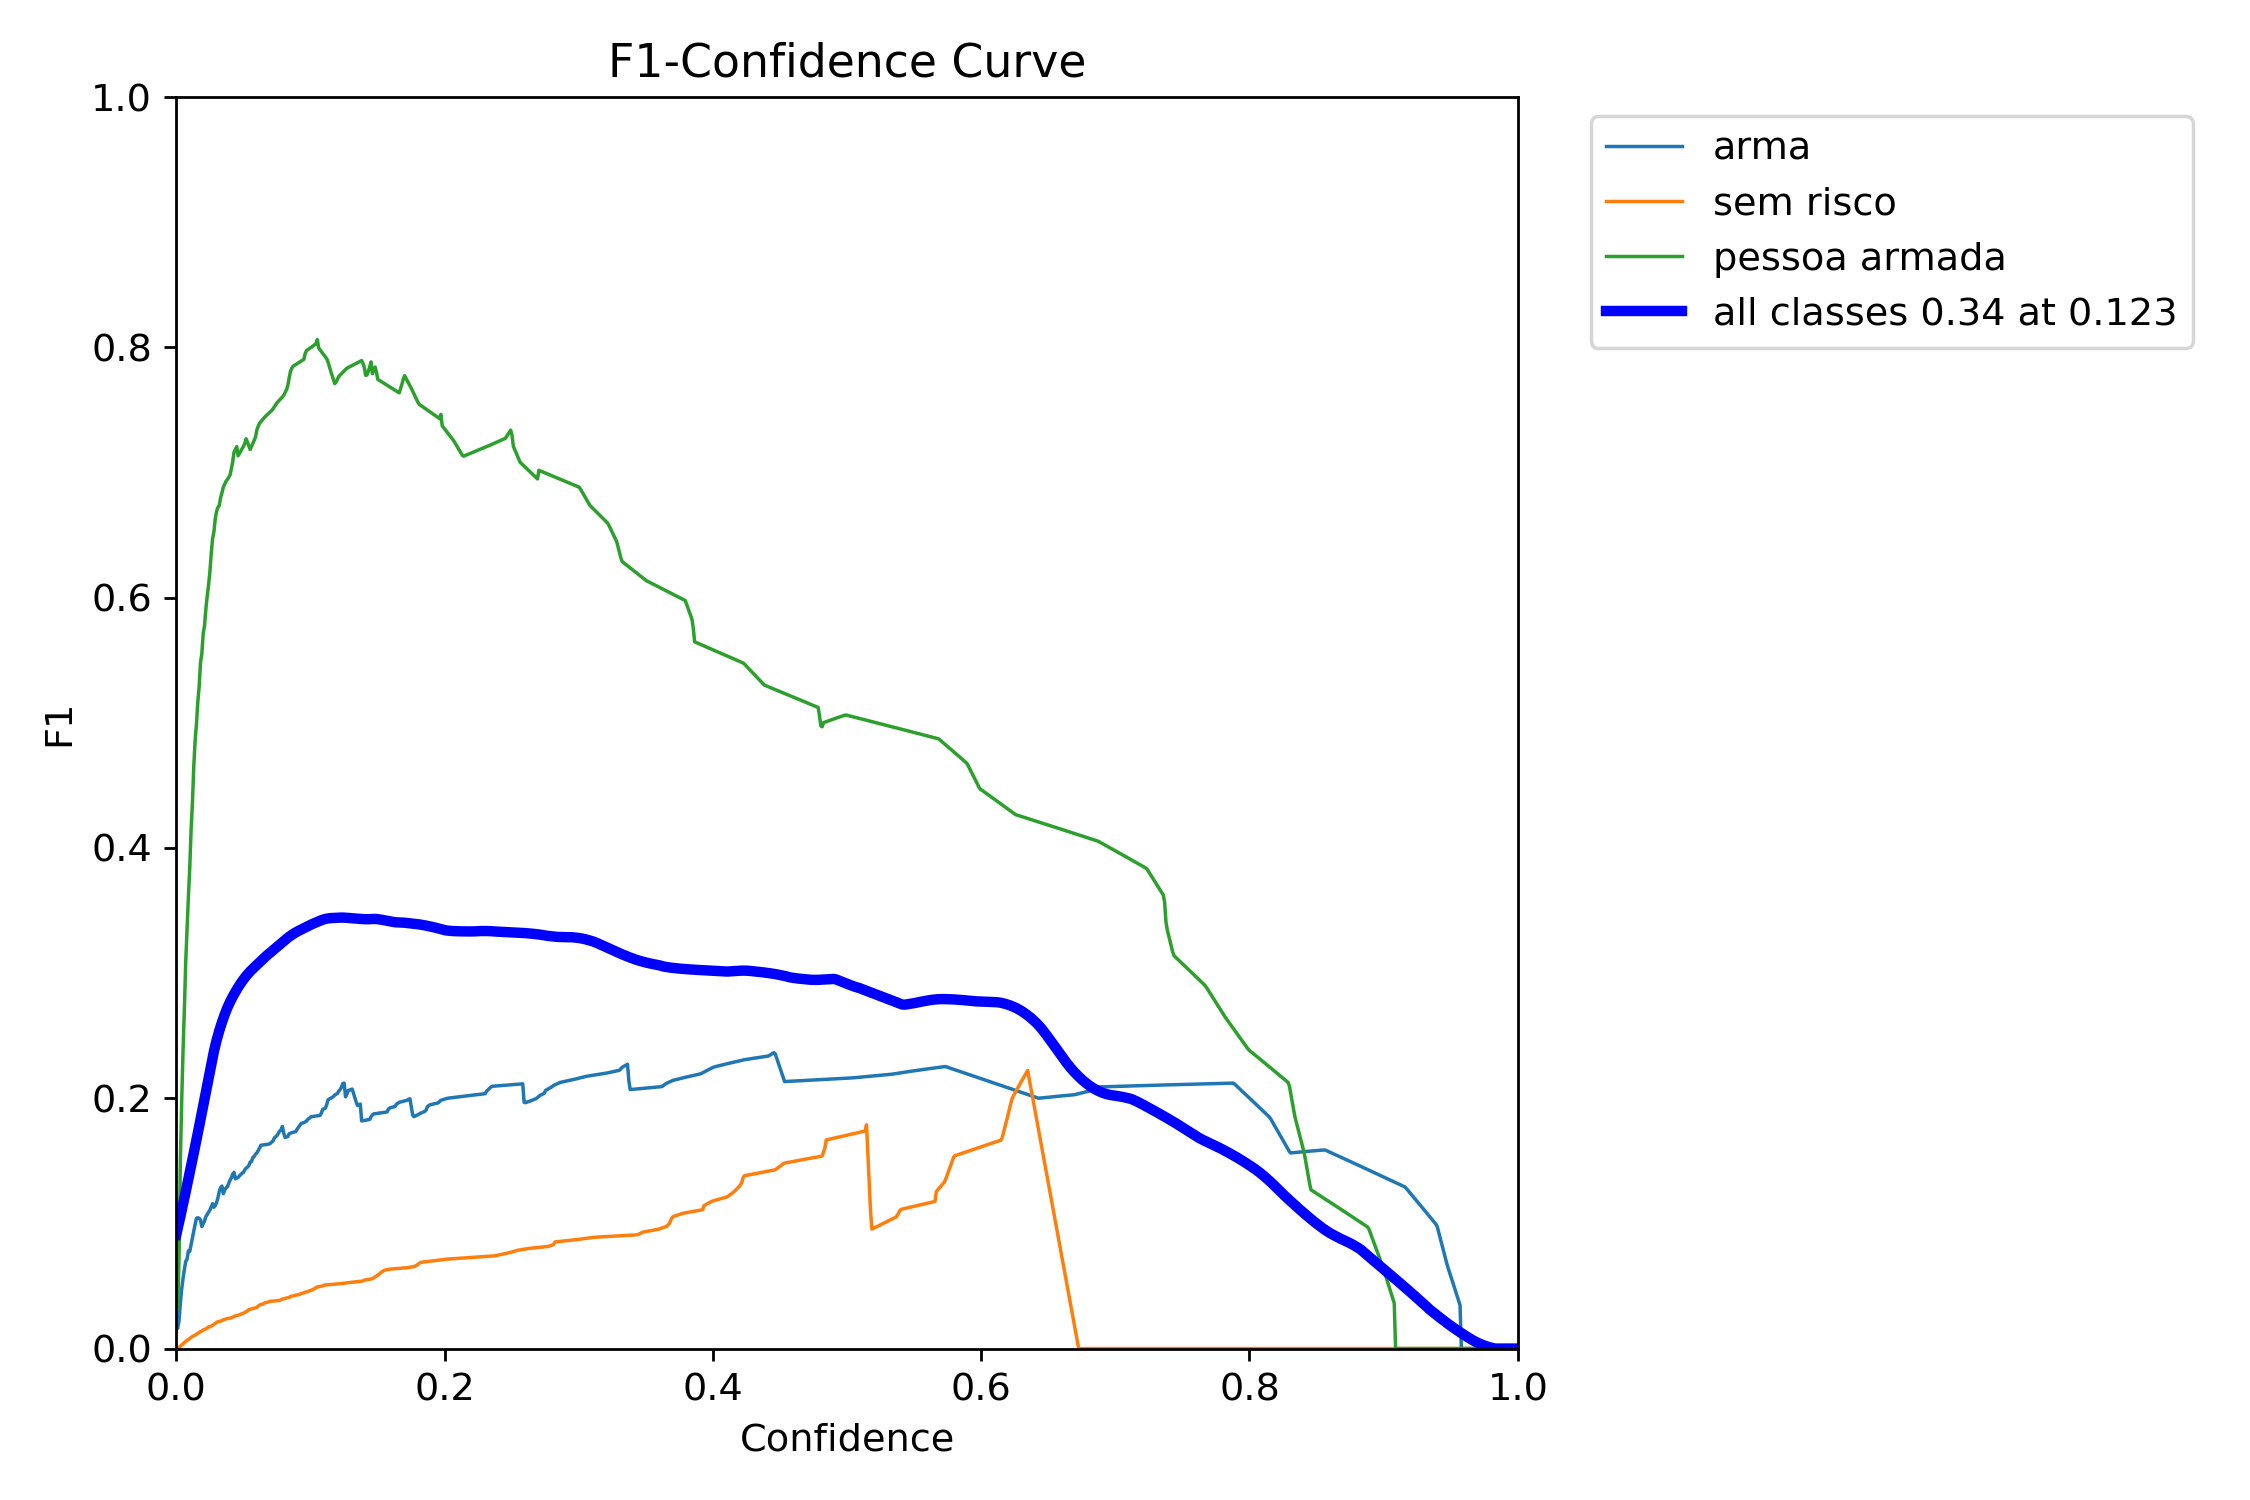 F1-Confidence Curve
1.0
0.8
0.6
0.4
0.2
0.0
F1
0.0 0.2 0.4 0.6 0.8 1.0
Confidence
arma
sem risco
pessoa armada
all classes 0.34 at 0.123